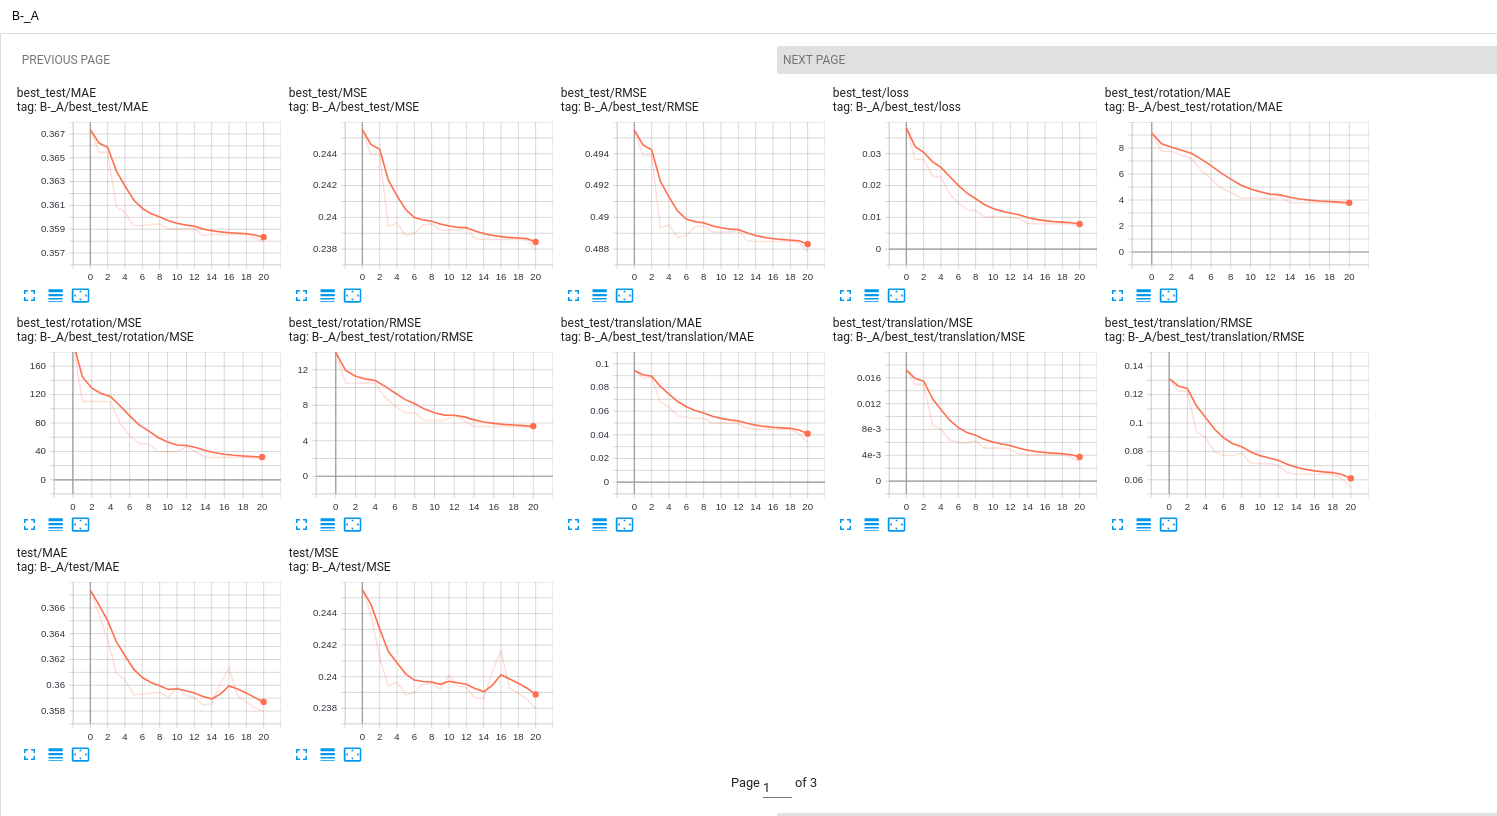 B-_A
PREVIOUS PAGE
NEXT PAGE
best_test/MAE
tag: B-_A/best_test/MAE
0.367
0.365
0.363
0.361
0.359
0.357
0 2 4 6 8 10 12 14 16 18 20
best_test/MSE
tag: B-_A/best_test/MSE
0.244
0.242
0.24
0.238
0 2 4 6 8 10 12 14 16 18 20
best_test/RMSE
tag: B-_A/best_test/RMSE
0.494
0.492
0.49
0.488
0 2 4 6 8 10 12 14 16 18 20
best_test/loss
tag: B-_A/best_test/loss
0.03
0.02
0.01
0
0 2 4 6 8 10 12 14 16 18 20
best_test/rotation/MAE
tag: B-_A/best_test/rotation/MAE
8
6
4
2
0
0 2 4 6 8 10 12 14 16 18 20
best_test/rotation/MSE
tag: B-_A/best_test/rotation/MSE
160
120
80
40
0
0 2 4 6 8 10 12 14 16 18 20
best_test/rotation/RMSE
tag: B-_A/best_test/rotation/RMSE
12
8
4
0
0 2 4 6 8 10 12 14 16 18 20
best_test/translation/MAE
tag: B-_A/best_test/translation/MAE
0.1
0.08
0.06
0.04
0.02
0
0 2 4 6 8 10 12 14 16 18 20
best_test/translation/MSE
tag: B-_A/best_test/translation/MSE
0.016
0.012
8e-3
4e-3
0
0 2 4 6 8 10 12 14 16 18 20
best_test/translation/RMSE
tag: B-_A/best_test/translation/RMSE
0.14
0.12
0.1
0.08
0.06
0 2 4 6 8 10 12 14 16 18 20
test/MAE
tag: B-_A/test/MAE
0.366
0.364
0.362
0.36
0.358
0 2 4 6 8 10 12 14 16 18 20
test/MSE
tag: B-_A/test/MSE
0.244
0.242
0.24
0.238
0 2 4 6 8 10 12 14 16 18 20
Page 1 of 3